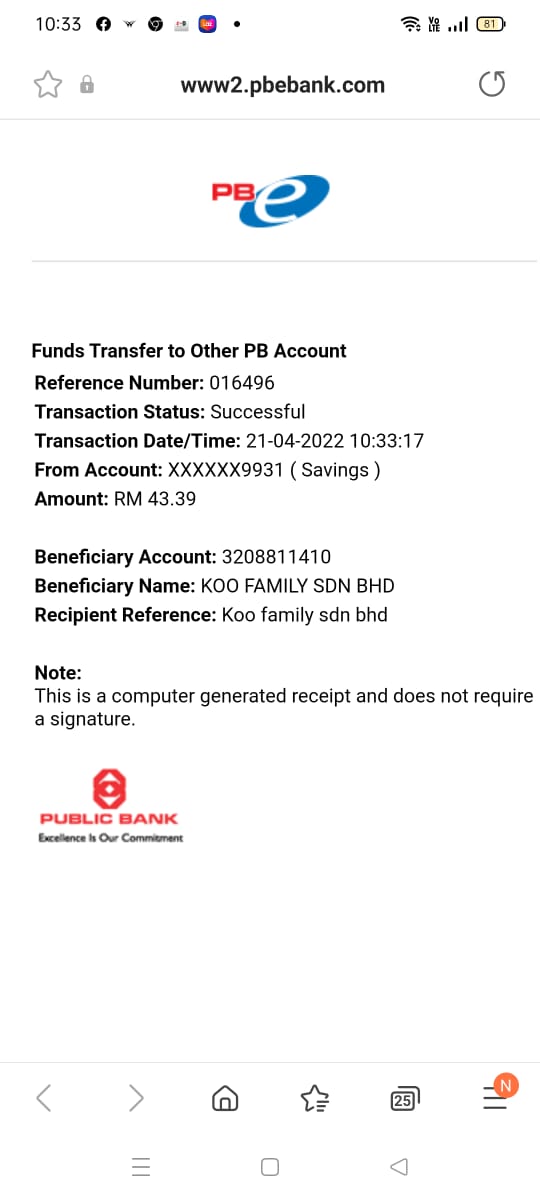 10:33
VO
LTE
81
www2.pbebank.com
PBe
Funds Transfer to Other PB Account
Reference Number: 016496
Transaction Status: Successful
Transaction Date/Time: 21-04-2022 10:33:17
From Account: XXXXXX9931 ( Savings )
Amount: RM 43.39
Beneficiary Account: 3208811410
Beneficiary Name: KOO FAMILY SDN BHD
Recipient Reference: Koo family sdn bhd
Note:
This is a computer generated receipt and does not require
a signature.
PUBLIC BANK
Excellence Is Our Commitment
25
N